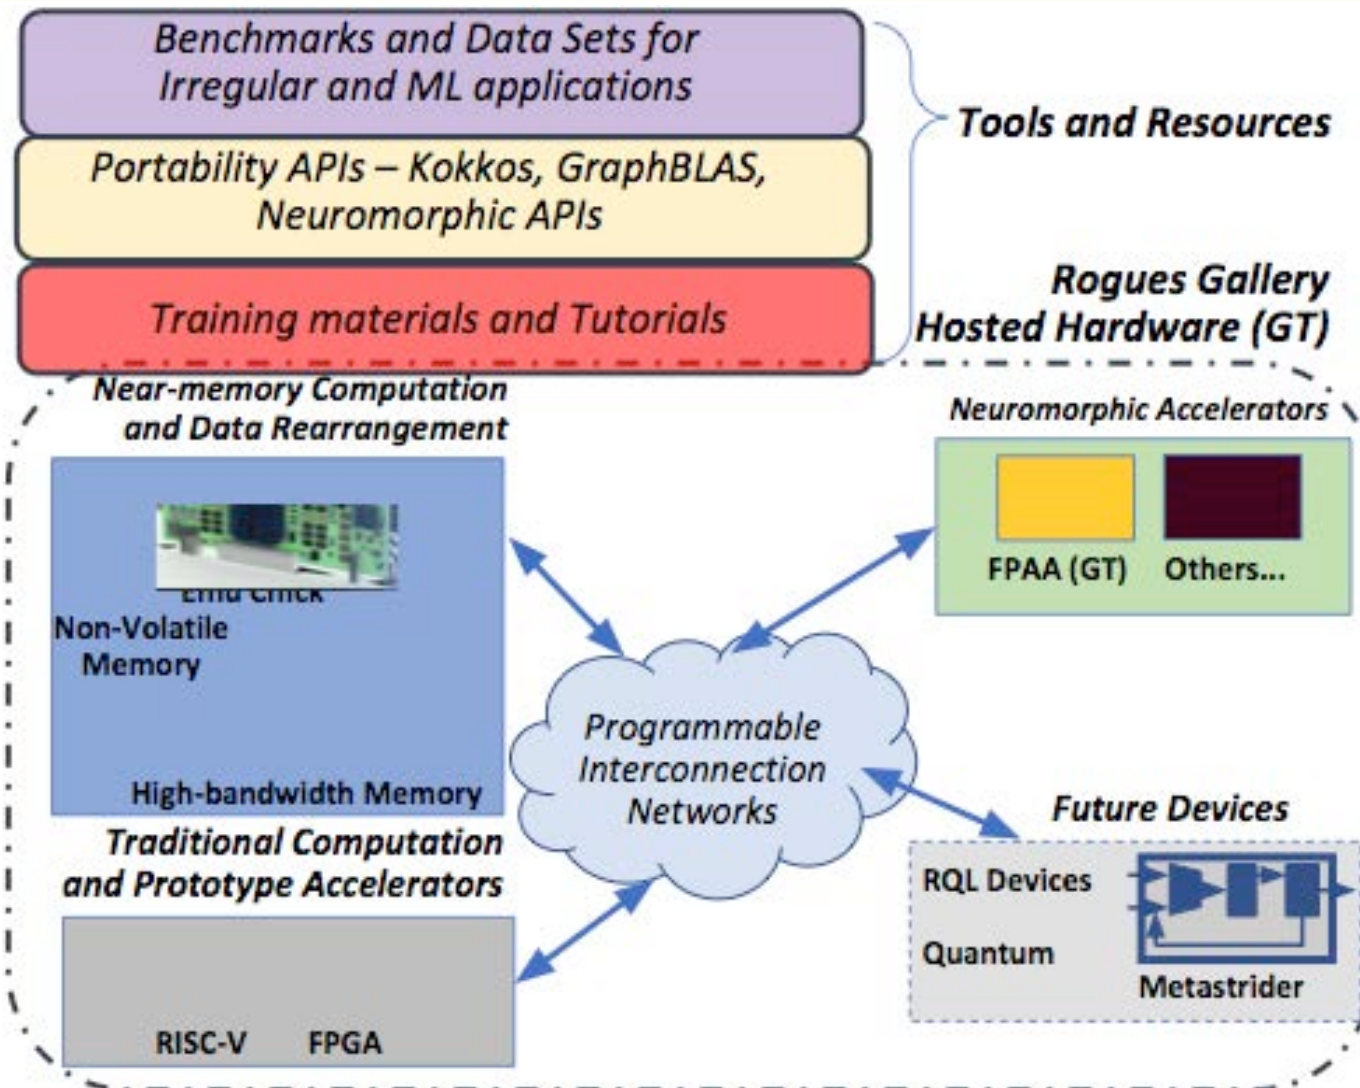 Benchmarks and Data Sets for
Irregular and ML applications
Tools and Resources
Portability APIs – Kokkos, GraphBLAS,
Neuromorphic APIs
Training materials and Tutorials
Rogues Gallery
Hosted Hardware (GT)
Near-memory Computation
and Data Rearrangement
Emu Chick
Non-Volatile
Memory
High-bandwidth Memory
Neuromorphic Accelerators
FPAA (GT)
Others...
Programmable
Interconnection
Networks
Traditional Computation
and Prototype Accelerators
RISC-V
FPGA
Future Devices
RQL Devices
Quantum
Metastrider